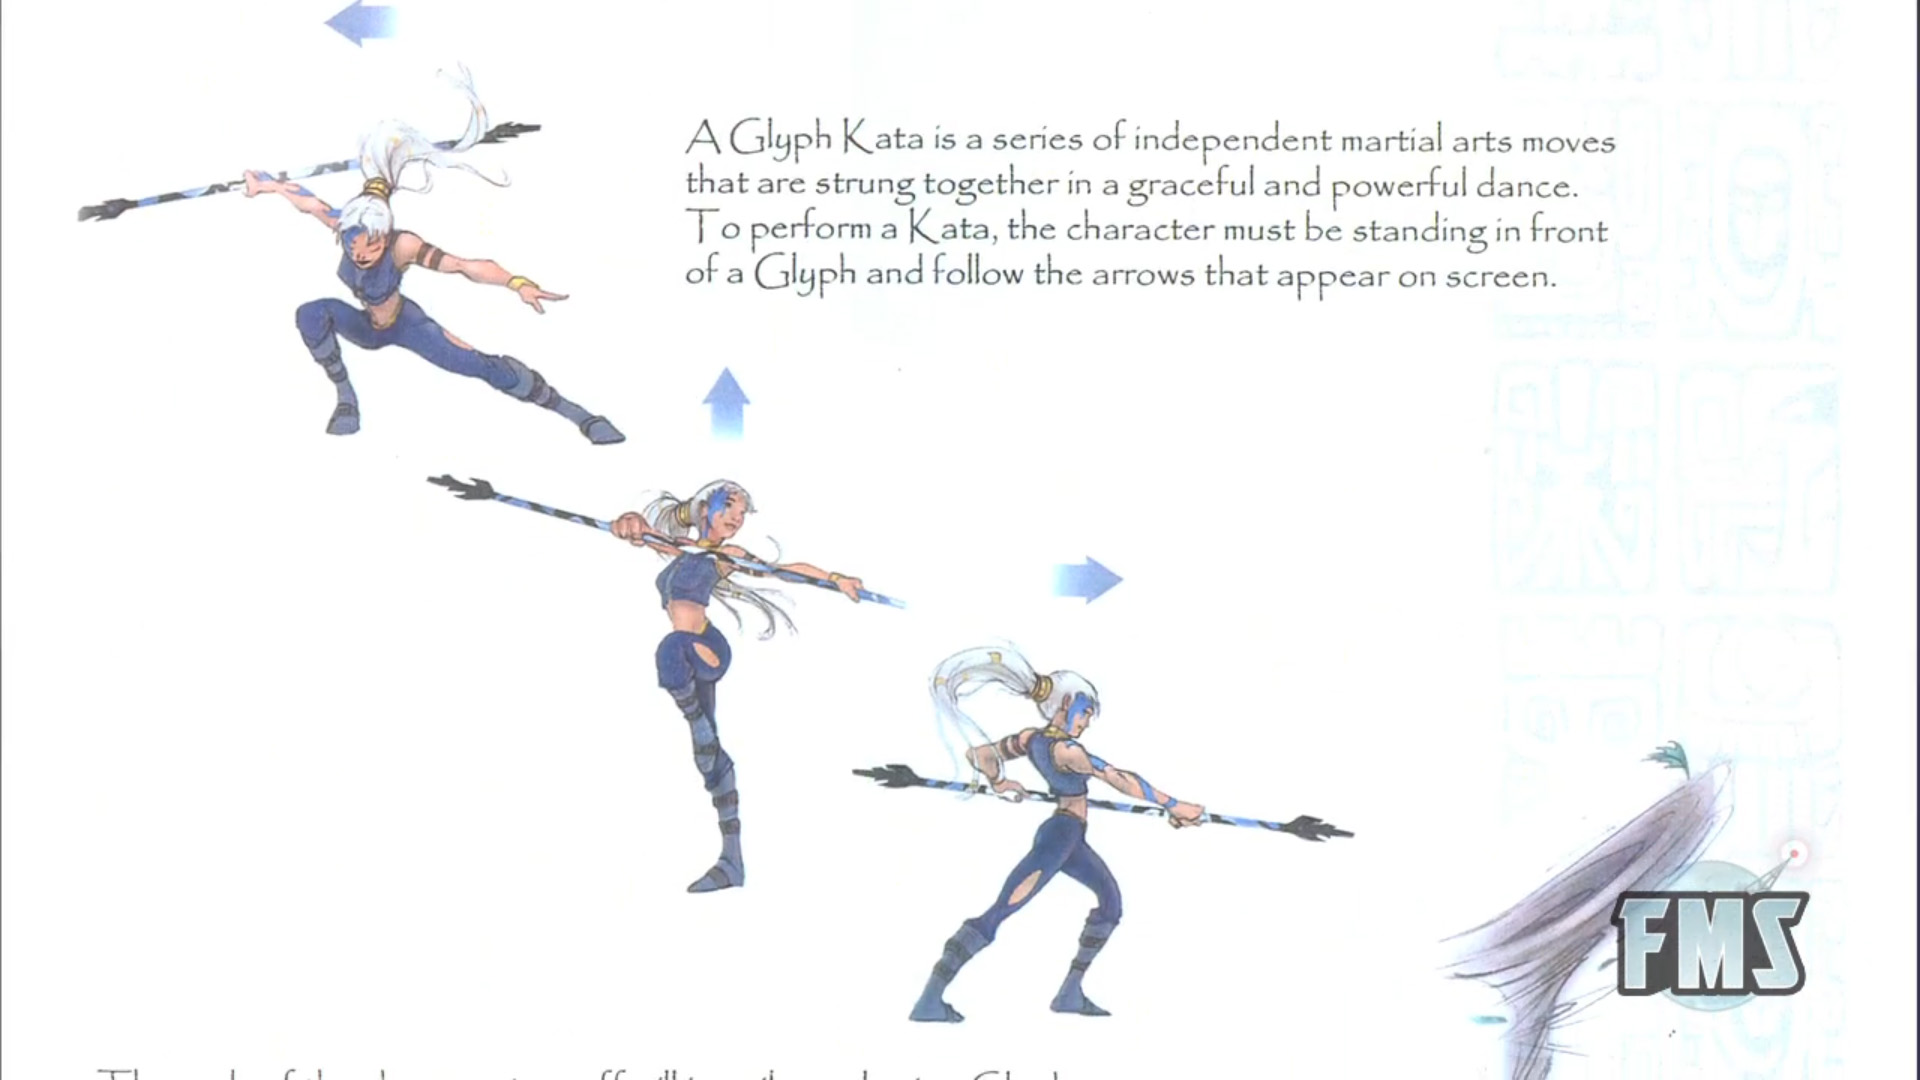 A Glyph Kata is a series of independent martial arts moves
that are strung together in a graceful and powerful dance.
To perform a Kata, the character must be standing in front
of a Glyph and follow the arrows that appear on screen.
FMS